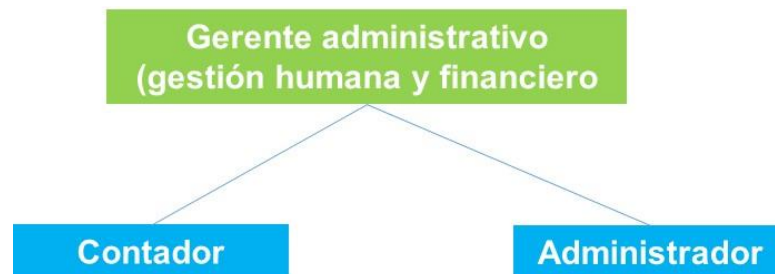 Gerente administrativo
(gestión humana y financiero
Contador
Administrador